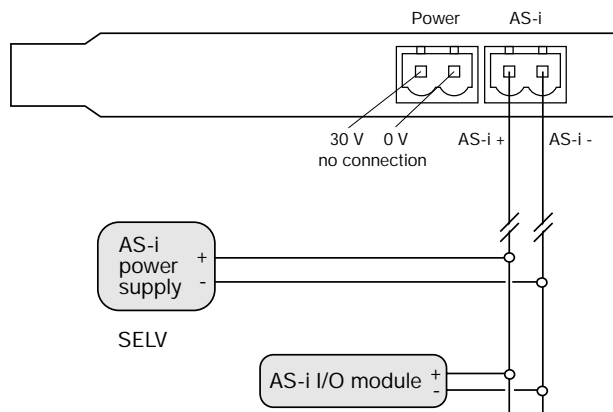 Power AS-i
30 V 0 V
no connection
AS-i + AS-i -
AS-i
power
supply
+
-
SELV
AS-i I/O module
+
-